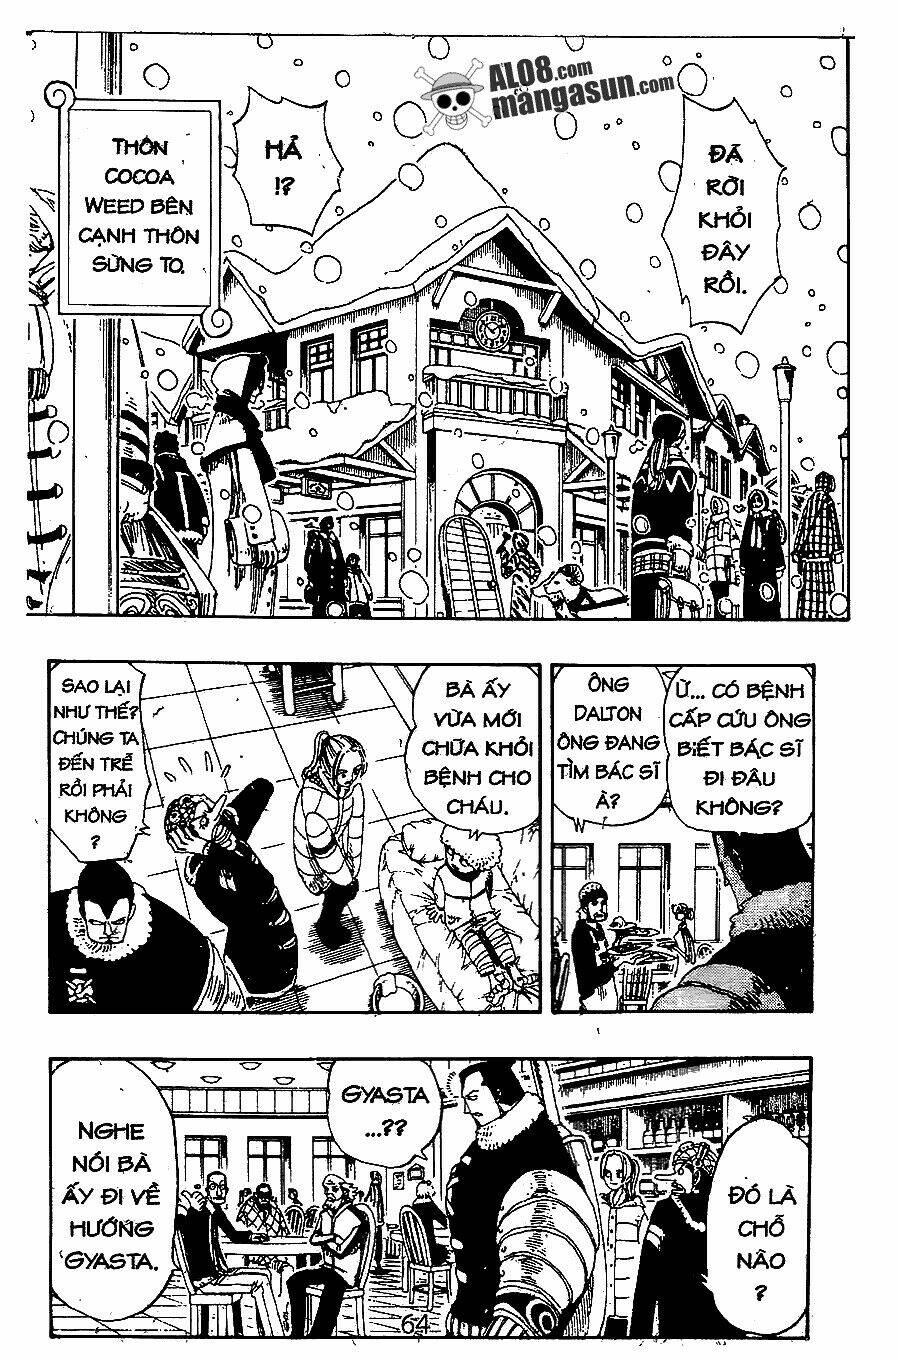 AL08.com
mangasun.com
ĐÃ
RỜI
KHỎI
ĐÂY
RỒI.
HẢ
!?
THÔN
COCOA
WEED BÊN
CẠNH THÔN
SỪNG TO.
Ừ... CÓ BỆNH
CẤP CỨU ÔNG
BIẾT BÁC SĨ
ĐI ĐÂU
KHÔNG?
ÔNG
DALTON
ÔNG ĐANG
TÌM BÁC SĨ
À?
BÀ ẤY
VỪA MỚI
CHỮA KHỎI
BỆNH CHO
CHÁU.
SAO LẠI
NHƯ THẾ?
CHÚNG TA
ĐẾN TRỄ
RỒI PHẢI
KHÔNG
?
ĐÓ LÀ
CHỖ
NÂO
?
GYASTA
...??
NGHE
NÓI BÀ
ẤY ĐI VỀ
HƯỚNG
GYASTA.
64